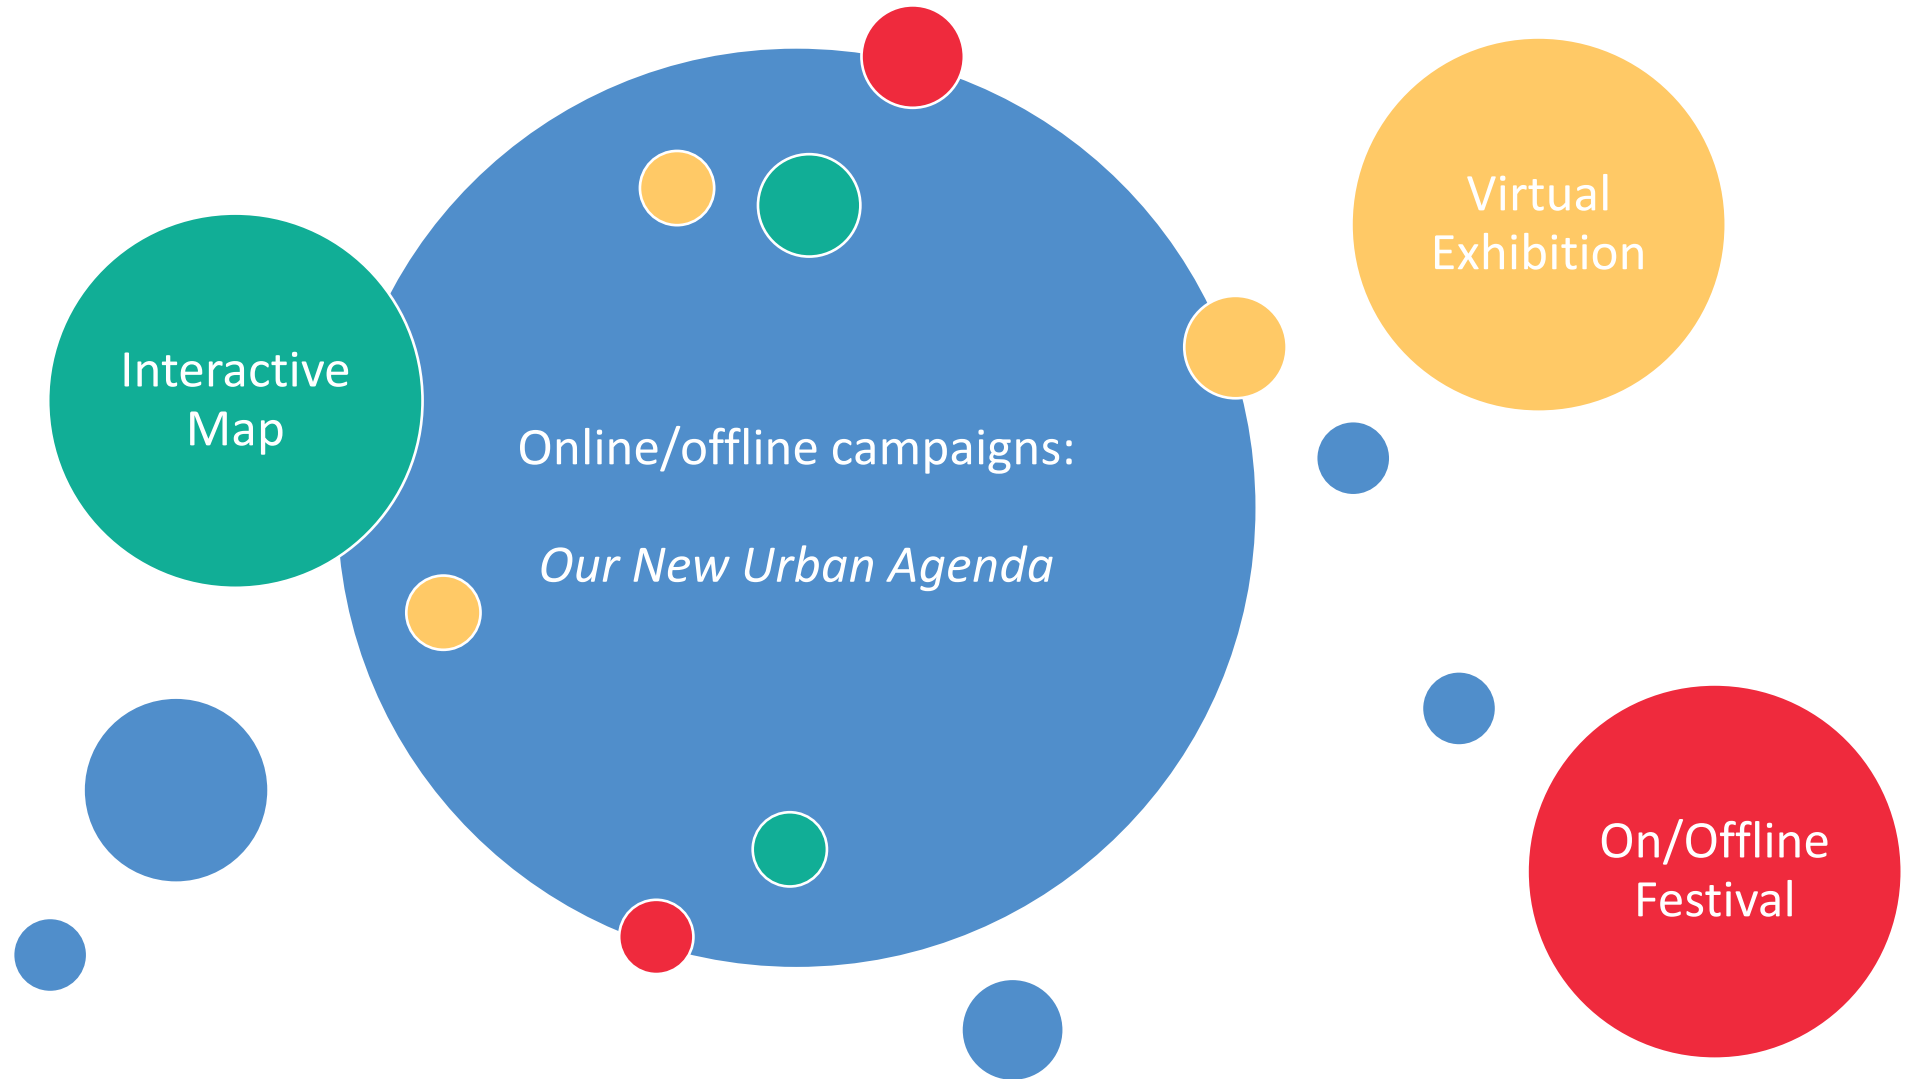 Virtual
Exhibition
Interactive
Map
Online/offline campaigns:
Our New Urban Agenda
On/Offline
Festival